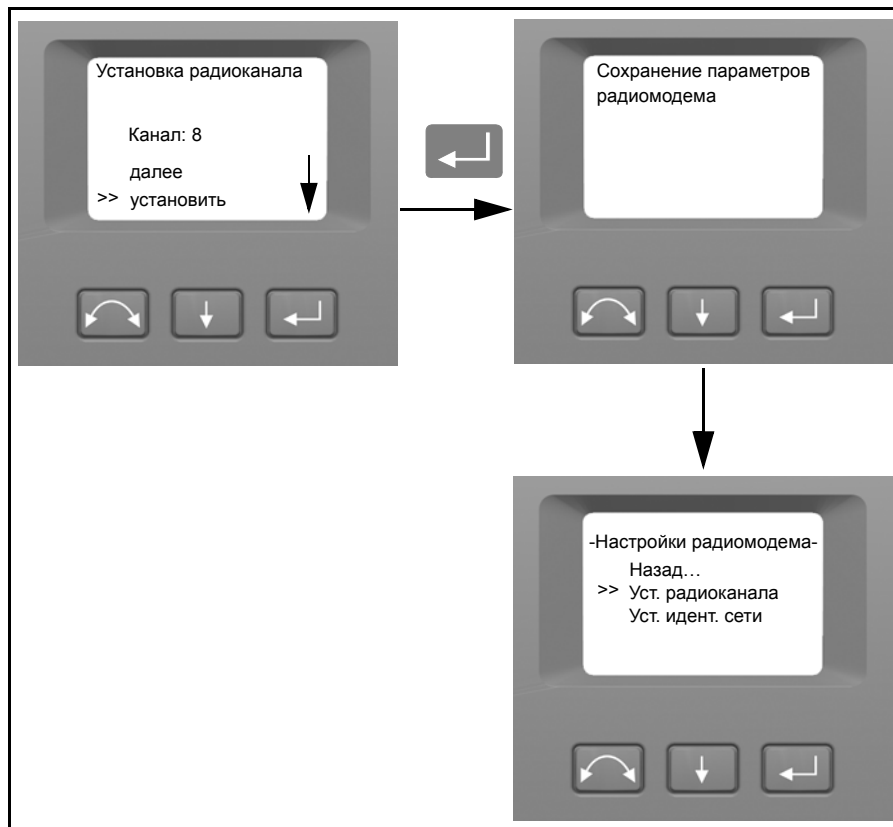 Установка радиоканала
Канал: 8
далее
>> установить
Сохранение параметров
радиомодема
-Настройки радиомодема-
Назад…
>> Уст. радиоканала
Уст. идент. сети